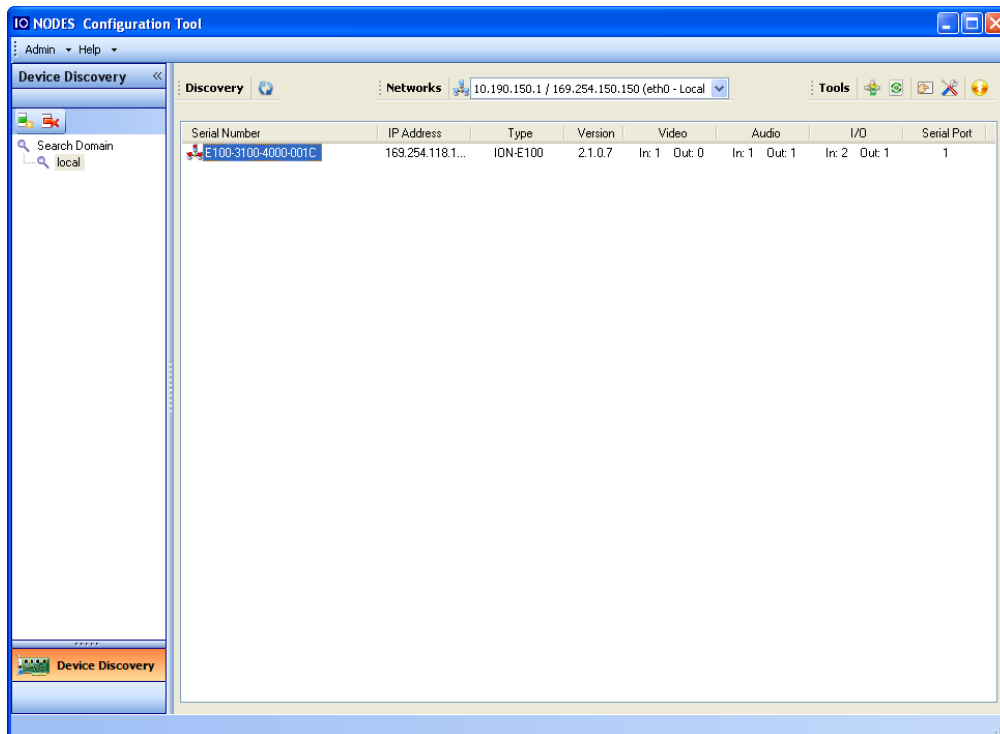 IO NODES Configuration Tool
Admin Help
Device Discovery «
Discovery Networks 10.190.150.1 / 169.254.150.150 (eth0 - Local Tools
Search Domain
local
Serial Number IP Address Type Version Video Audio I/O Serial Port
E100-3100-4000-001C 169.254.118.1... ION-E100 2.1.0.7 In: 1 Out: 0 In: 1 Out: 1 In: 2 Out: 1 1
Device Discovery